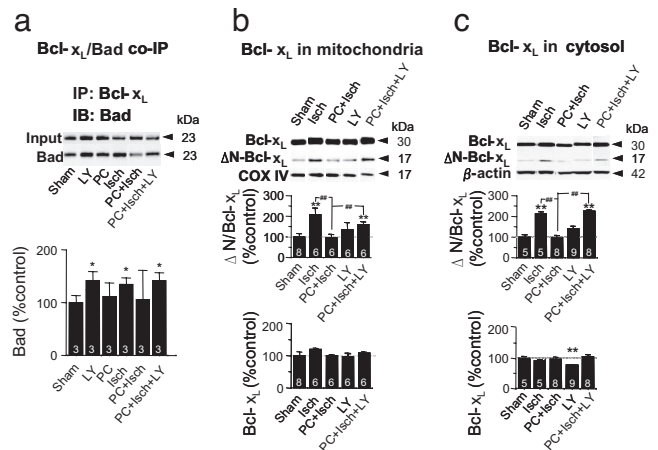 a
Bcl-xL/Bad co-IP
IP: Bcl-xL
IB: Bad
kDa
Input 23
Bad 23
Sham LY PC Isch PC+Isch PC+Isch+LY
Bad (%control)
200
100
0
* * *
3 3 3 3 3 3
Sham LY PC Isch PC+Isch PC+Isch+LY
b
Bcl-xL in mitochondria
Sham Isch PC+Isch LY PC+Isch+LY
kDa
Bcl-xL 30
ΔN-Bcl-xL 17
COX IV 17
Δ N/Bcl-xL (%control)
300
200
100
0
** ## ## **
8 6 6 6 6
Sham Isch PC+Isch LY PC+Isch+LY
Bcl-xL (%control)
200
100
0
8 6 6 6 6
Sham Isch PC+Isch LY PC+Isch+LY
c
Bcl-xL in cytosol
Sham Isch PC+Isch LY PC+Isch+LY
kDa
Bcl-xL 30
ΔN-Bcl-xL 17
β-actin 42
Δ N/Bcl-xL (%control)
300
200
100
0
** ## ## **
5 5 8 9 8
Sham Isch PC+Isch LY PC+Isch+LY
Bcl-xL (%control)
200
100
0
**
5 5 8 9 8
Sham Isch PC+Isch LY PC+Isch+LY